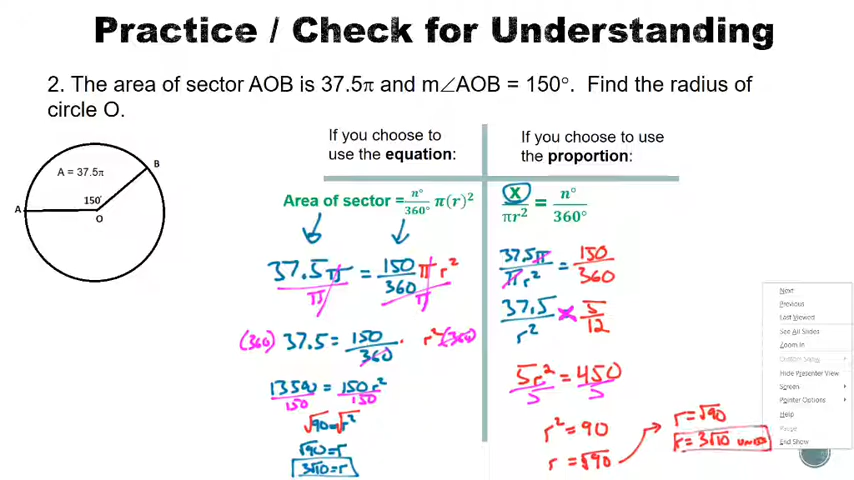 Practice / Check for Understanding
2. The area of sector AOB is 37.5π and m∠AOB = 150°. Find the radius of
circle O.
A = 37.5π
B
150°
A
O
If you choose to
use the equation:
Area of sector = n°/360° π(r)²
37.5π/π = 150/360 π r²/π
(360) 37.5 = 150/360 · r² (360)
13500/150 = 150r²/150
√90 = √r²
√90 = r
3√10 = r
If you choose to use
the proportion:
x/πr² = n°/360°
37.5π/πr² = 150/360
37.5/r² × 5/12
5r²/5 = 450/5
r² = 90
r = √90
r = √90
r = 3√10 units
Next
Previous
Last Viewed
See All Slides
Zoom In
Custom Show
Hide Presenter View
Screen
Pointer Options
Help
Pause
End Show